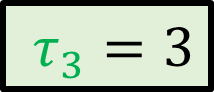 τ₃ = 3